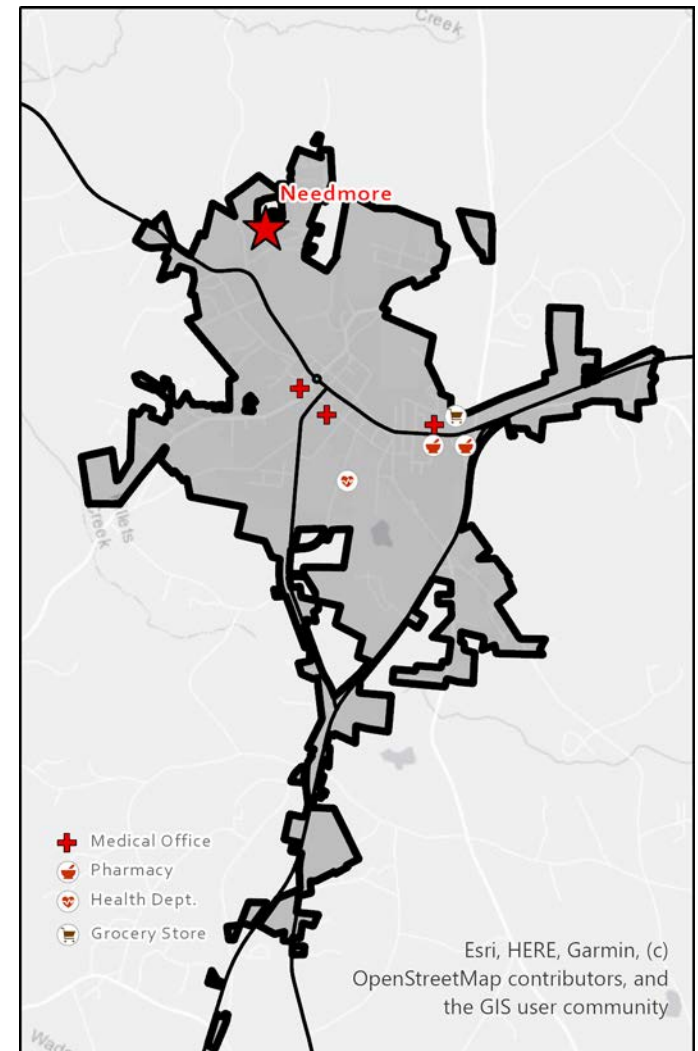 Creek
Needmore
Creek
Medical Office
Pharmacy
Health Dept.
Grocery Store
Esri, HERE, Garmin, (c)
OpenStreetMap contributors, and
the GIS user community